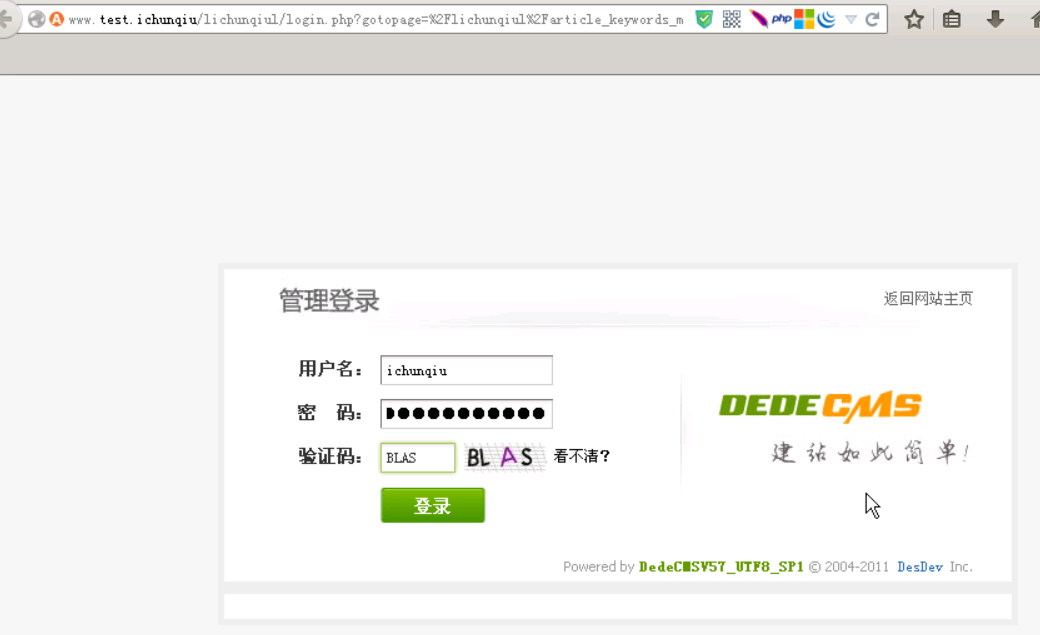 www.test.ichunqiu/lichunqiul/login.php?gotopage=%2Flichunqiul%2Farticle_keywords_m
php
管理登录
返回网站主页
用户名：
ichunqiu
密 码：
●●●●●●●●●●●●
验证码：
BLAS
BLAS
看不清？
登录
DEDECMS
建站如此简单！
Powered by DedeCMSV57_UTF8_SP1 © 2004-2011 DesDev Inc.